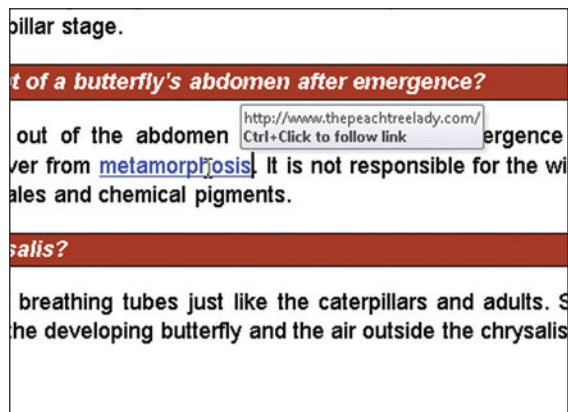 pillar stage.
t of a butterfly's abdomen after emergence?
http://www.thepeachtreelady.com/
Ctrl+Click to follow link
out of the abdomen ergence
ver from metamorphosis. It is not responsible for the wi
ales and chemical pigments.
salis?
breathing tubes just like the caterpillars and adults. S
the developing butterfly and the air outside the chrysalis